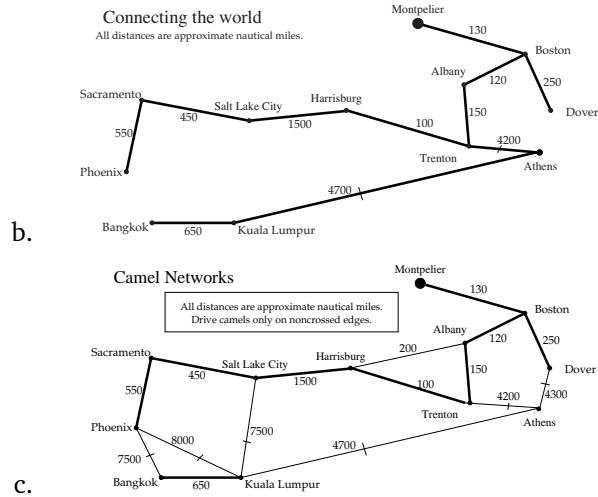 Connecting the world
All distances are approximate nautical miles.
Montpelier
130
Boston
Albany
120
250
Sacramento
Salt Lake City
Harrisburg
450
1500
150
Dover
550
100
4200
Trenton
Athens
Phoenix
4700
Bangkok
650
Kuala Lumpur
b.
Camel Networks
Montpelier
130
All distances are approximate nautical miles.
Drive camels only on noncrossed edges.
Boston
Albany
120
250
Sacramento
Salt Lake City
Harrisburg
200
450
1500
150
Dover
550
100
4200
4300
Trenton
Athens
Phoenix
8000
7500
4700
7500
Bangkok
650
Kuala Lumpur
c.